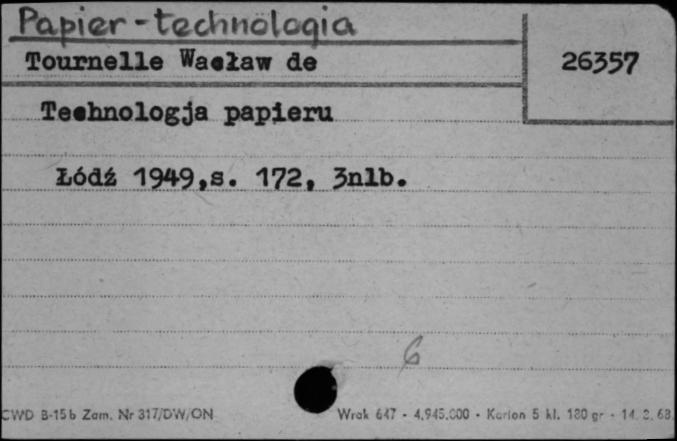 Papier-technologia
Tournelle Wacław de
26357
Technologja papieru
Łódź 1949,s. 172, 3nlb.
6
CWD B-15b Zam. Nr 317/DW/ON
Wrok 647 - 4.945.000 - Karton 5 kl. 180 gr - 14. 2. 63